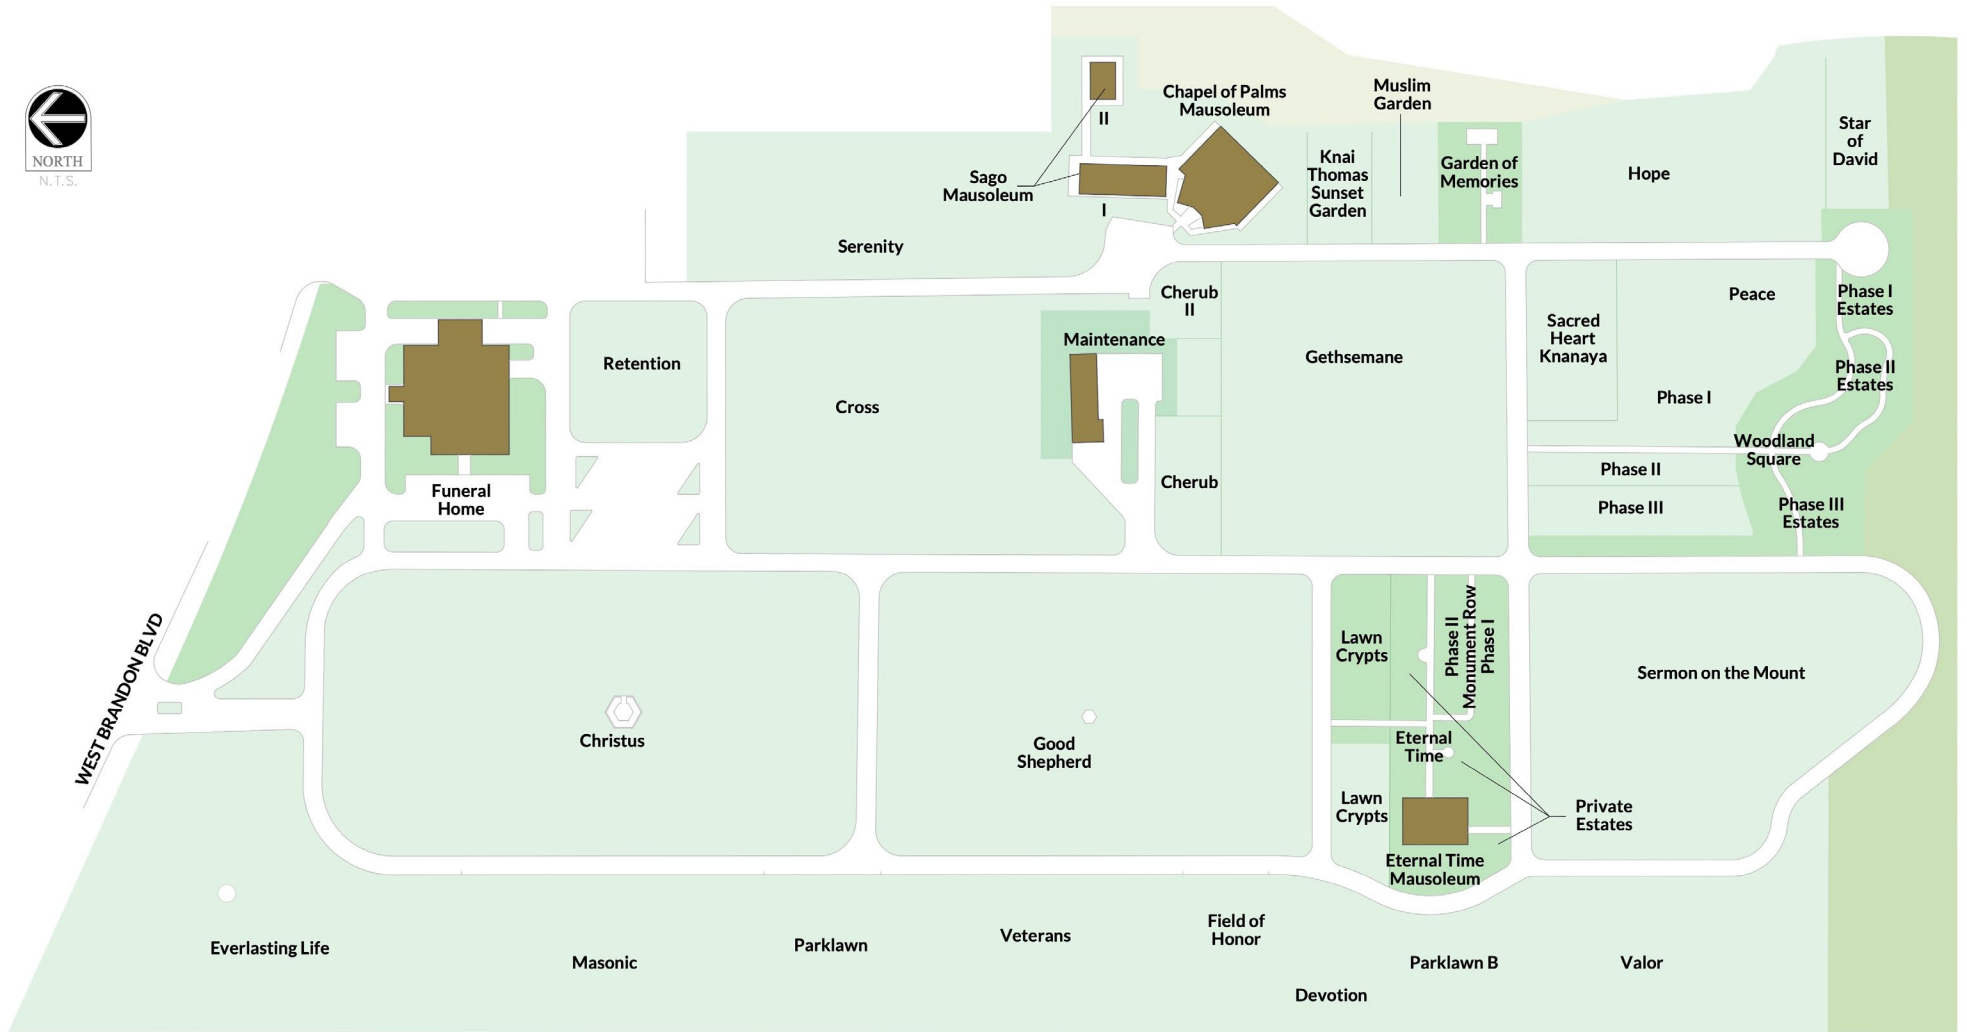 NORTH
N.T.S.
II
Chapel of Palms
Mausoleum
Muslim
Garden
Star
of
David
Sago
Mausoleum
I
Knai
Thomas
Sunset
Garden
Garden of
Memories
Hope
Serenity
Cherub
II
Peace
Phase I
Estates
Retention
Maintenance
Gethsemane
Sacred
Heart
Knanaya
Phase II
Estates
Cross
Phase I
Woodland
Square
Cherub
Phase II
Funeral
Home
Phase III
Phase III
Estates
WEST BRANDON BLVD
Lawn
Crypts
Phase II
Monument Row
Phase I
Sermon on the Mount
Christus
Good
Shepherd
Eternal
Time
Lawn
Crypts
Private
Estates
Eternal Time
Mausoleum
Everlasting Life
Masonic
Parklawn
Veterans
Field of
Honor
Devotion
Parklawn B
Valor